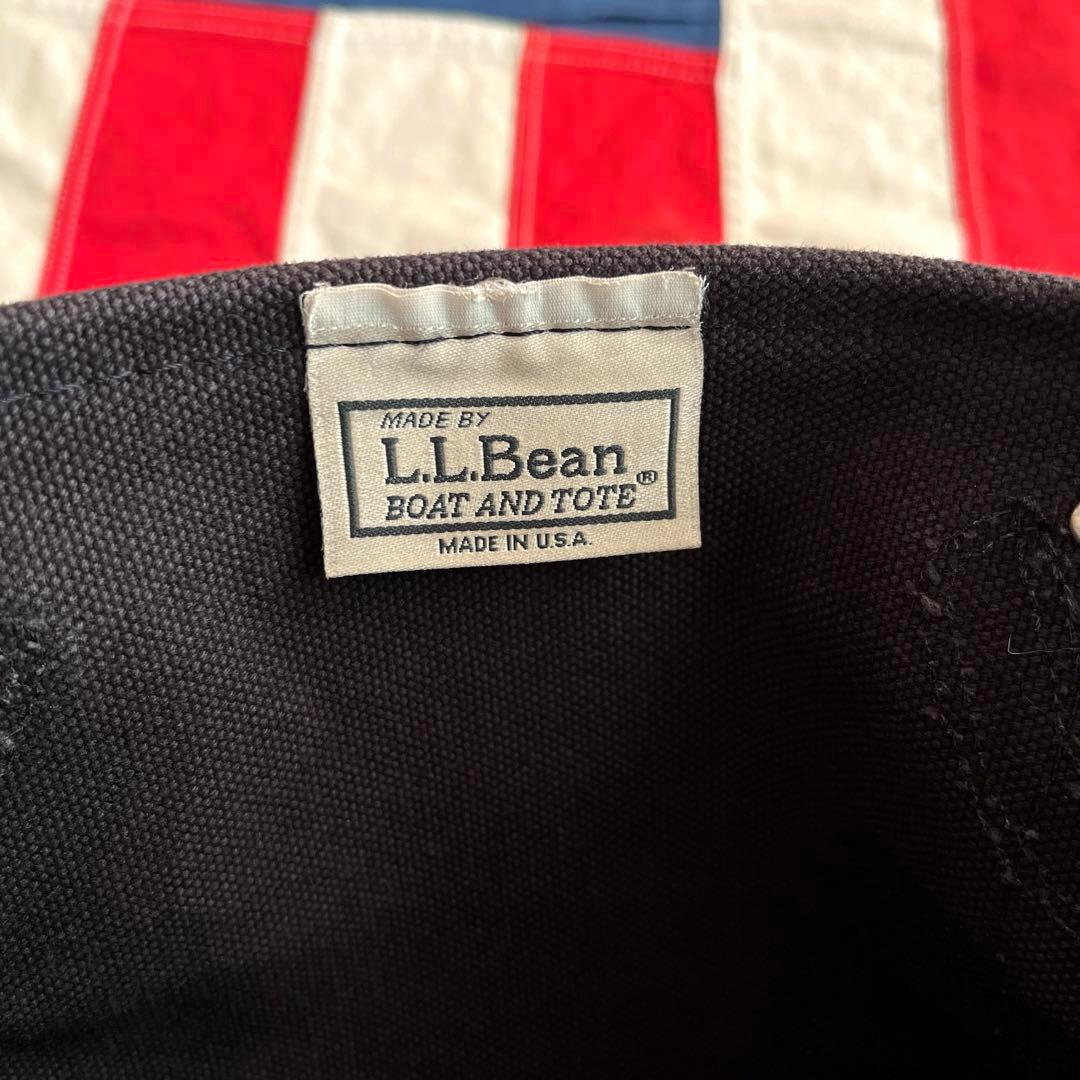 MADE BY
L.L.Bean
BOAT AND TOTE®
MADE IN U.S.A.